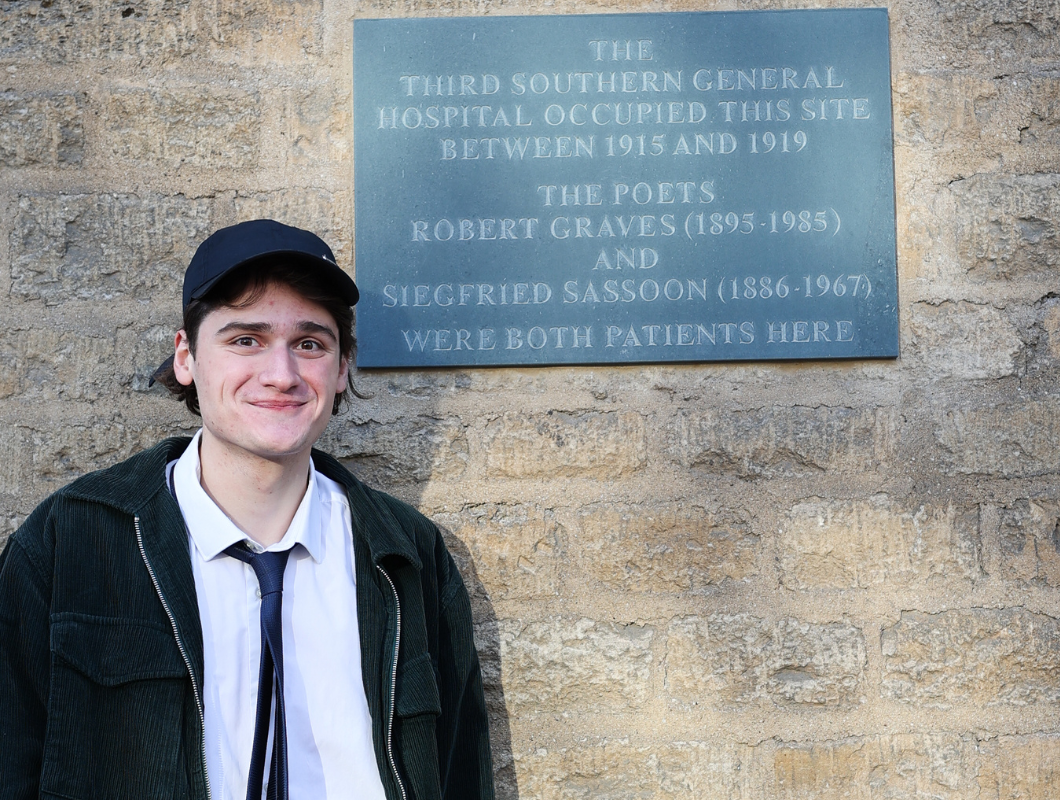 THE
THIRD SOUTHERN GENERAL
HOSPITAL OCCUPIED THIS SITE
BETWEEN 1915 AND 1919
THE POETS
ROBERT GRAVES (1895-1985)
AND
SIEGFRIED SASSOON (1886-1967)
WERE BOTH PATIENTS HERE